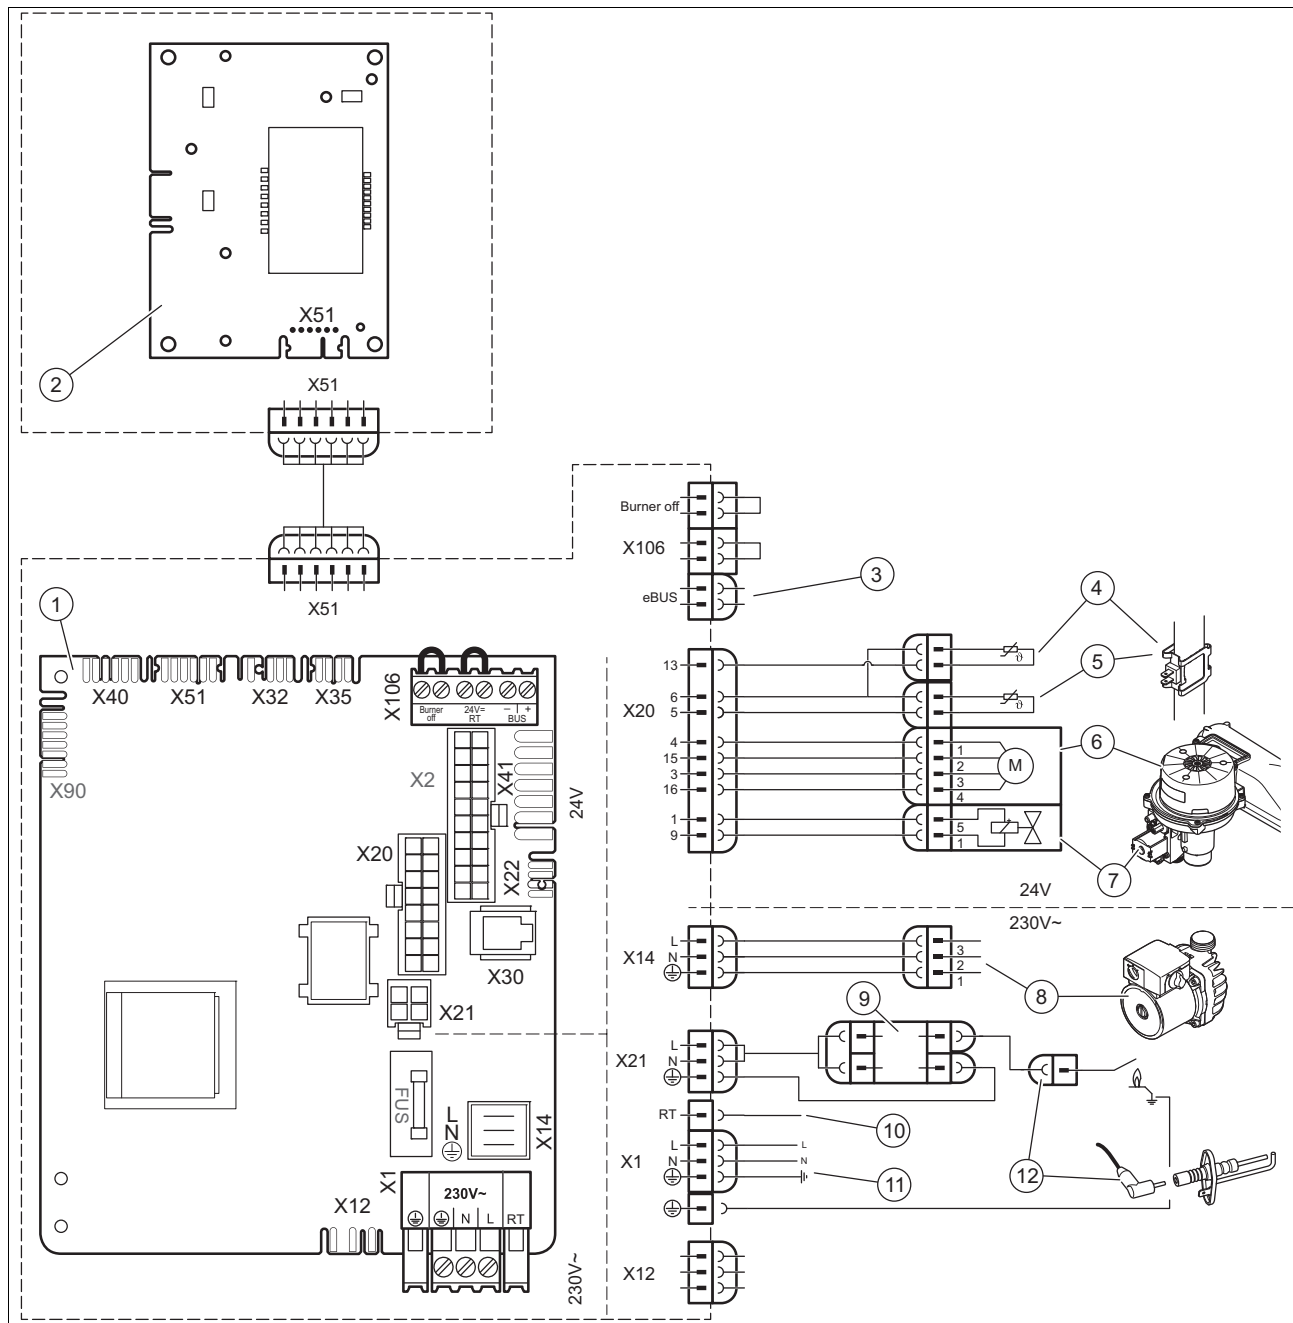 X51
2
X51
X51
Burner off
X106
eBUS
3
1
X40
X51
X32
X35
X106
Burner off
24V= RT
– | +
BUS
X90
X2
X41
24V
X20
X22
C
X30
X21
FUS
L
N
X14
X1
230V~
N
L
RT
X12
230V~
X20
13
6
5
4
15
3
16
1
9
ϑ
ϑ
4
5
M
1
2
3
4
6
5
1
7
24V
230V~
X14
L
N
3
2
1
8
9
X21
L
N
RT
10
X1
L
N
L
N
11
12
X12